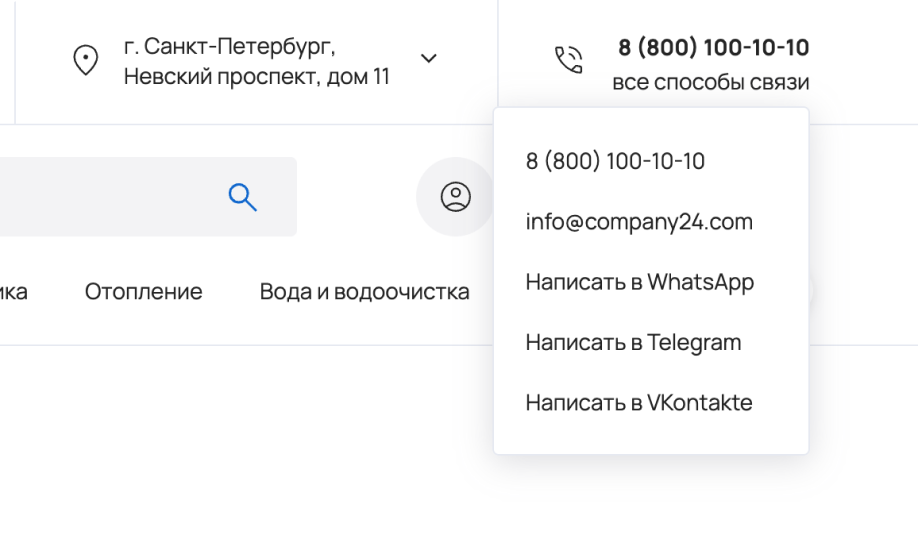 г. Санкт-Петербург,
Невский проспект, дом 11
8 (800) 100-10-10
все способы связи
8 (800) 100-10-10
info@company24.com
Написать в WhatsApp
Написать в Telegram
Написать в VKontakte
Отопление
Вода и водоочистка